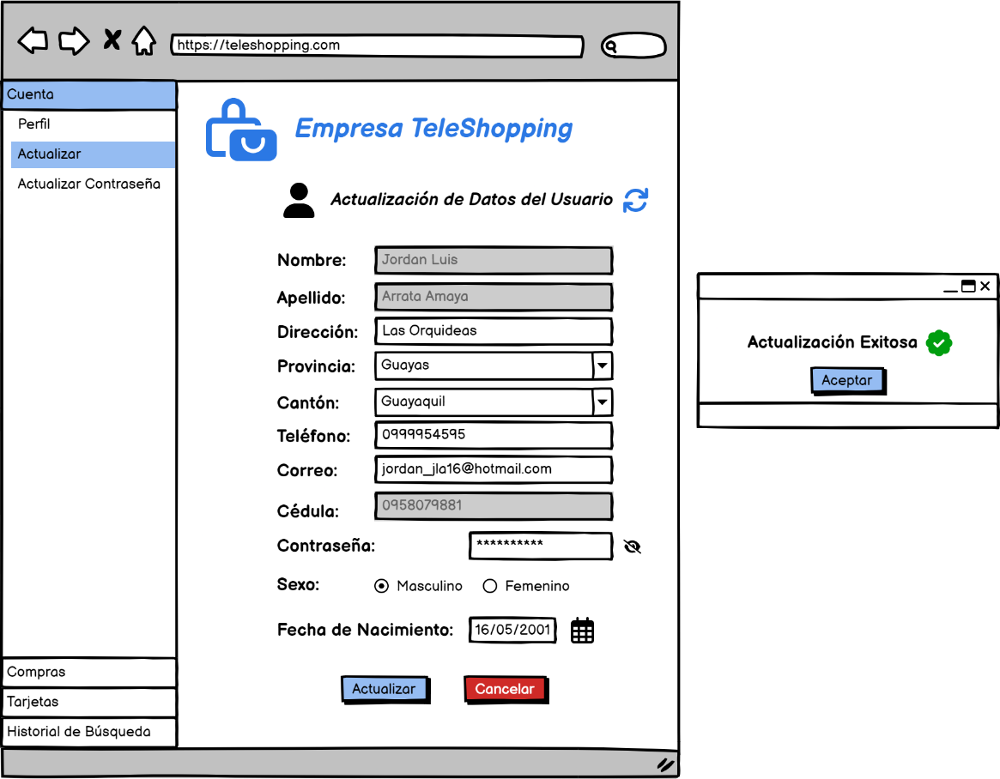 https://teleshopping.com
Cuenta
Perfil
Actualizar
Actualizar Contraseña
Compras
Tarjetas
Historial de Búsqueda
Empresa TeleShopping
Actualización de Datos del Usuario
Nombre: Jordan Luis
Apellido: Arrata Amaya
Dirección: Las Orquideas
Provincia: Guayas
Cantón: Guayaquil
Teléfono: 0999954595
Correo: jordan_jla16@hotmail.com
Cédula: 0958079881
Contraseña: **********
Sexo: Masculino Femenino
Fecha de Nacimiento: 16/05/2001
Actualizar Cancelar
Actualización Exitosa
Aceptar